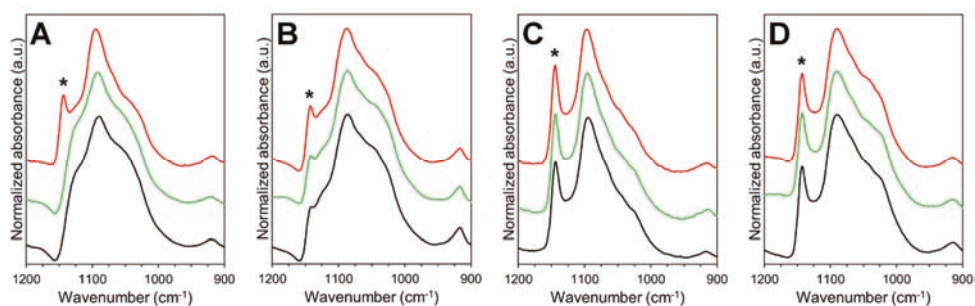 A
*
Normalized absorbance (a.u.)
1200 1100 1000 900
Wavenumber (cm⁻¹)
B
*
Normalized absorbance (a.u.)
1200 1100 1000 900
Wavenumber (cm⁻¹)
C
*
Normalized absorbance (a.u.)
1200 1100 1000 900
Wavenumber (cm⁻¹)
D
*
Normalized absorbance (a.u.)
1200 1100 1000 900
Wavenumber (cm⁻¹)